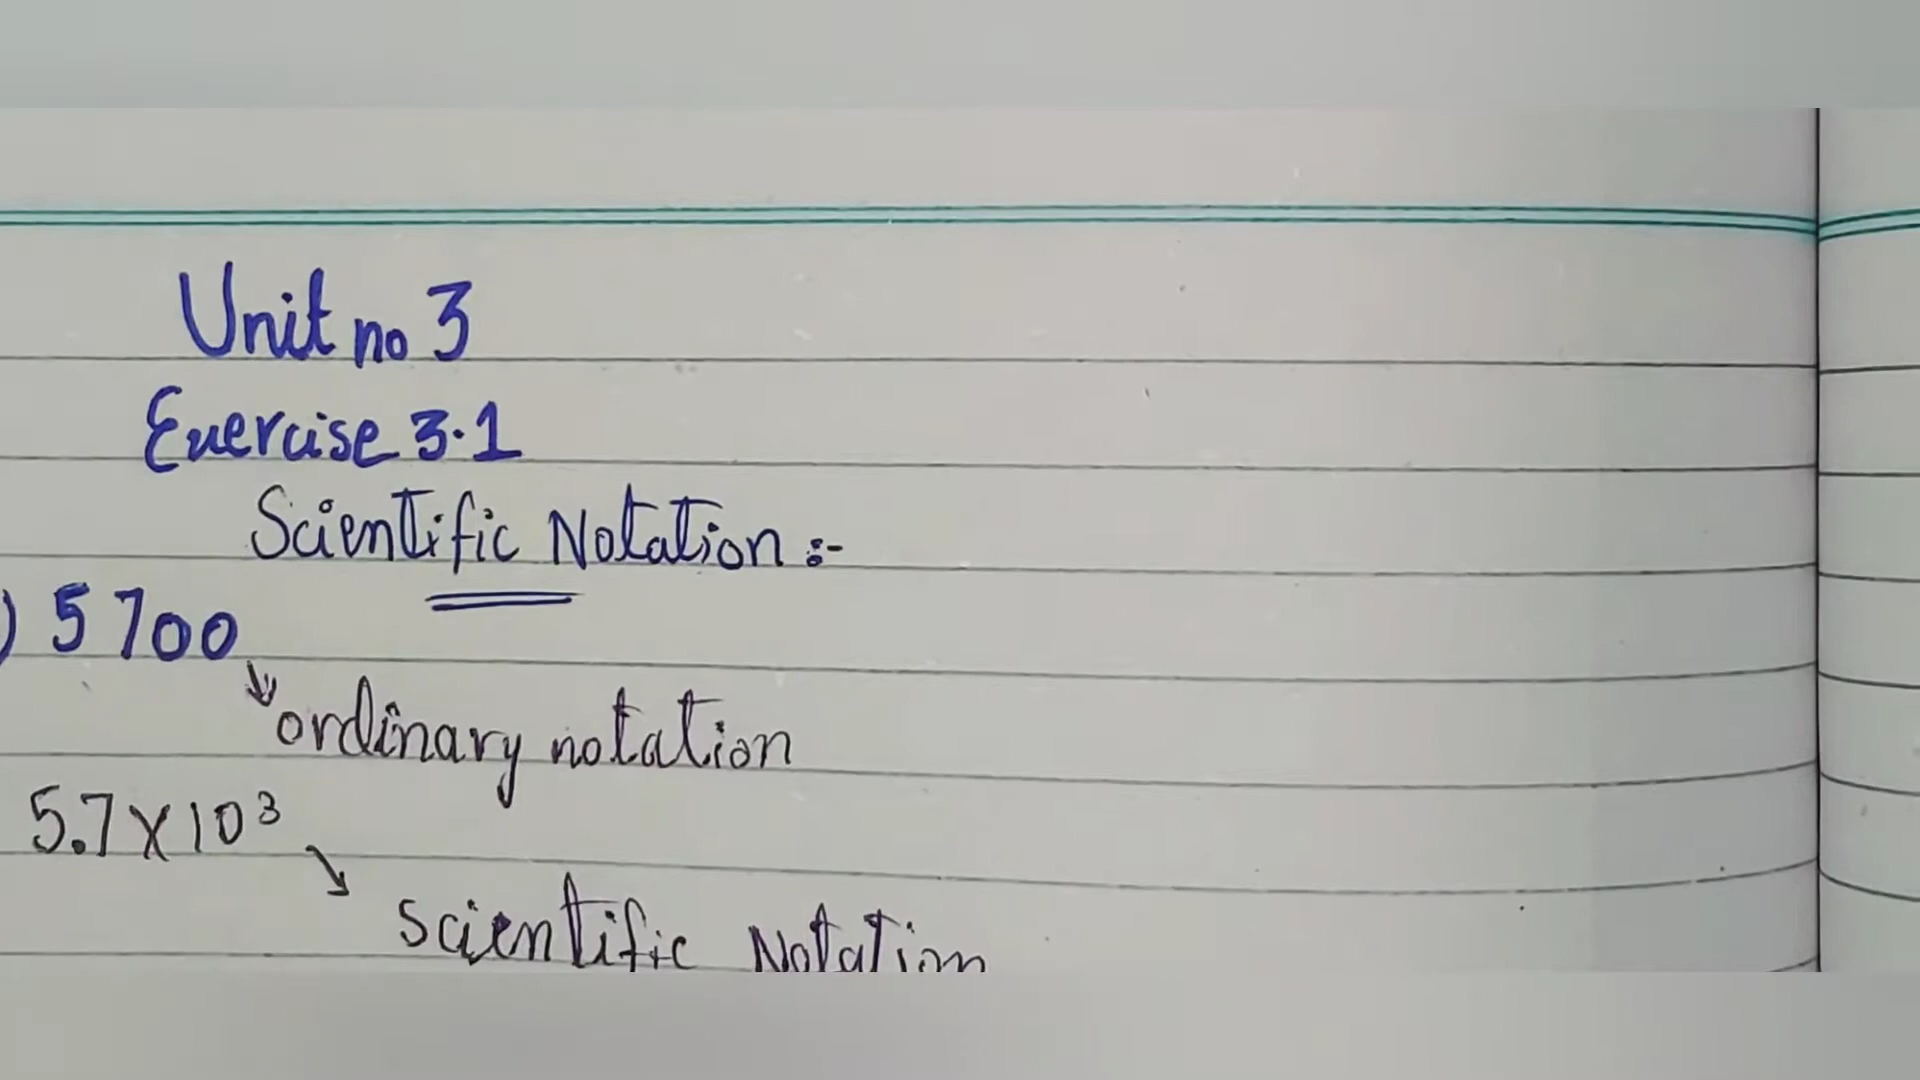 Unit no 3
Exercise 3.1
Scientific Notation :-
) 5700
ordinary notation
5.7 × 10³
Scientific Notation